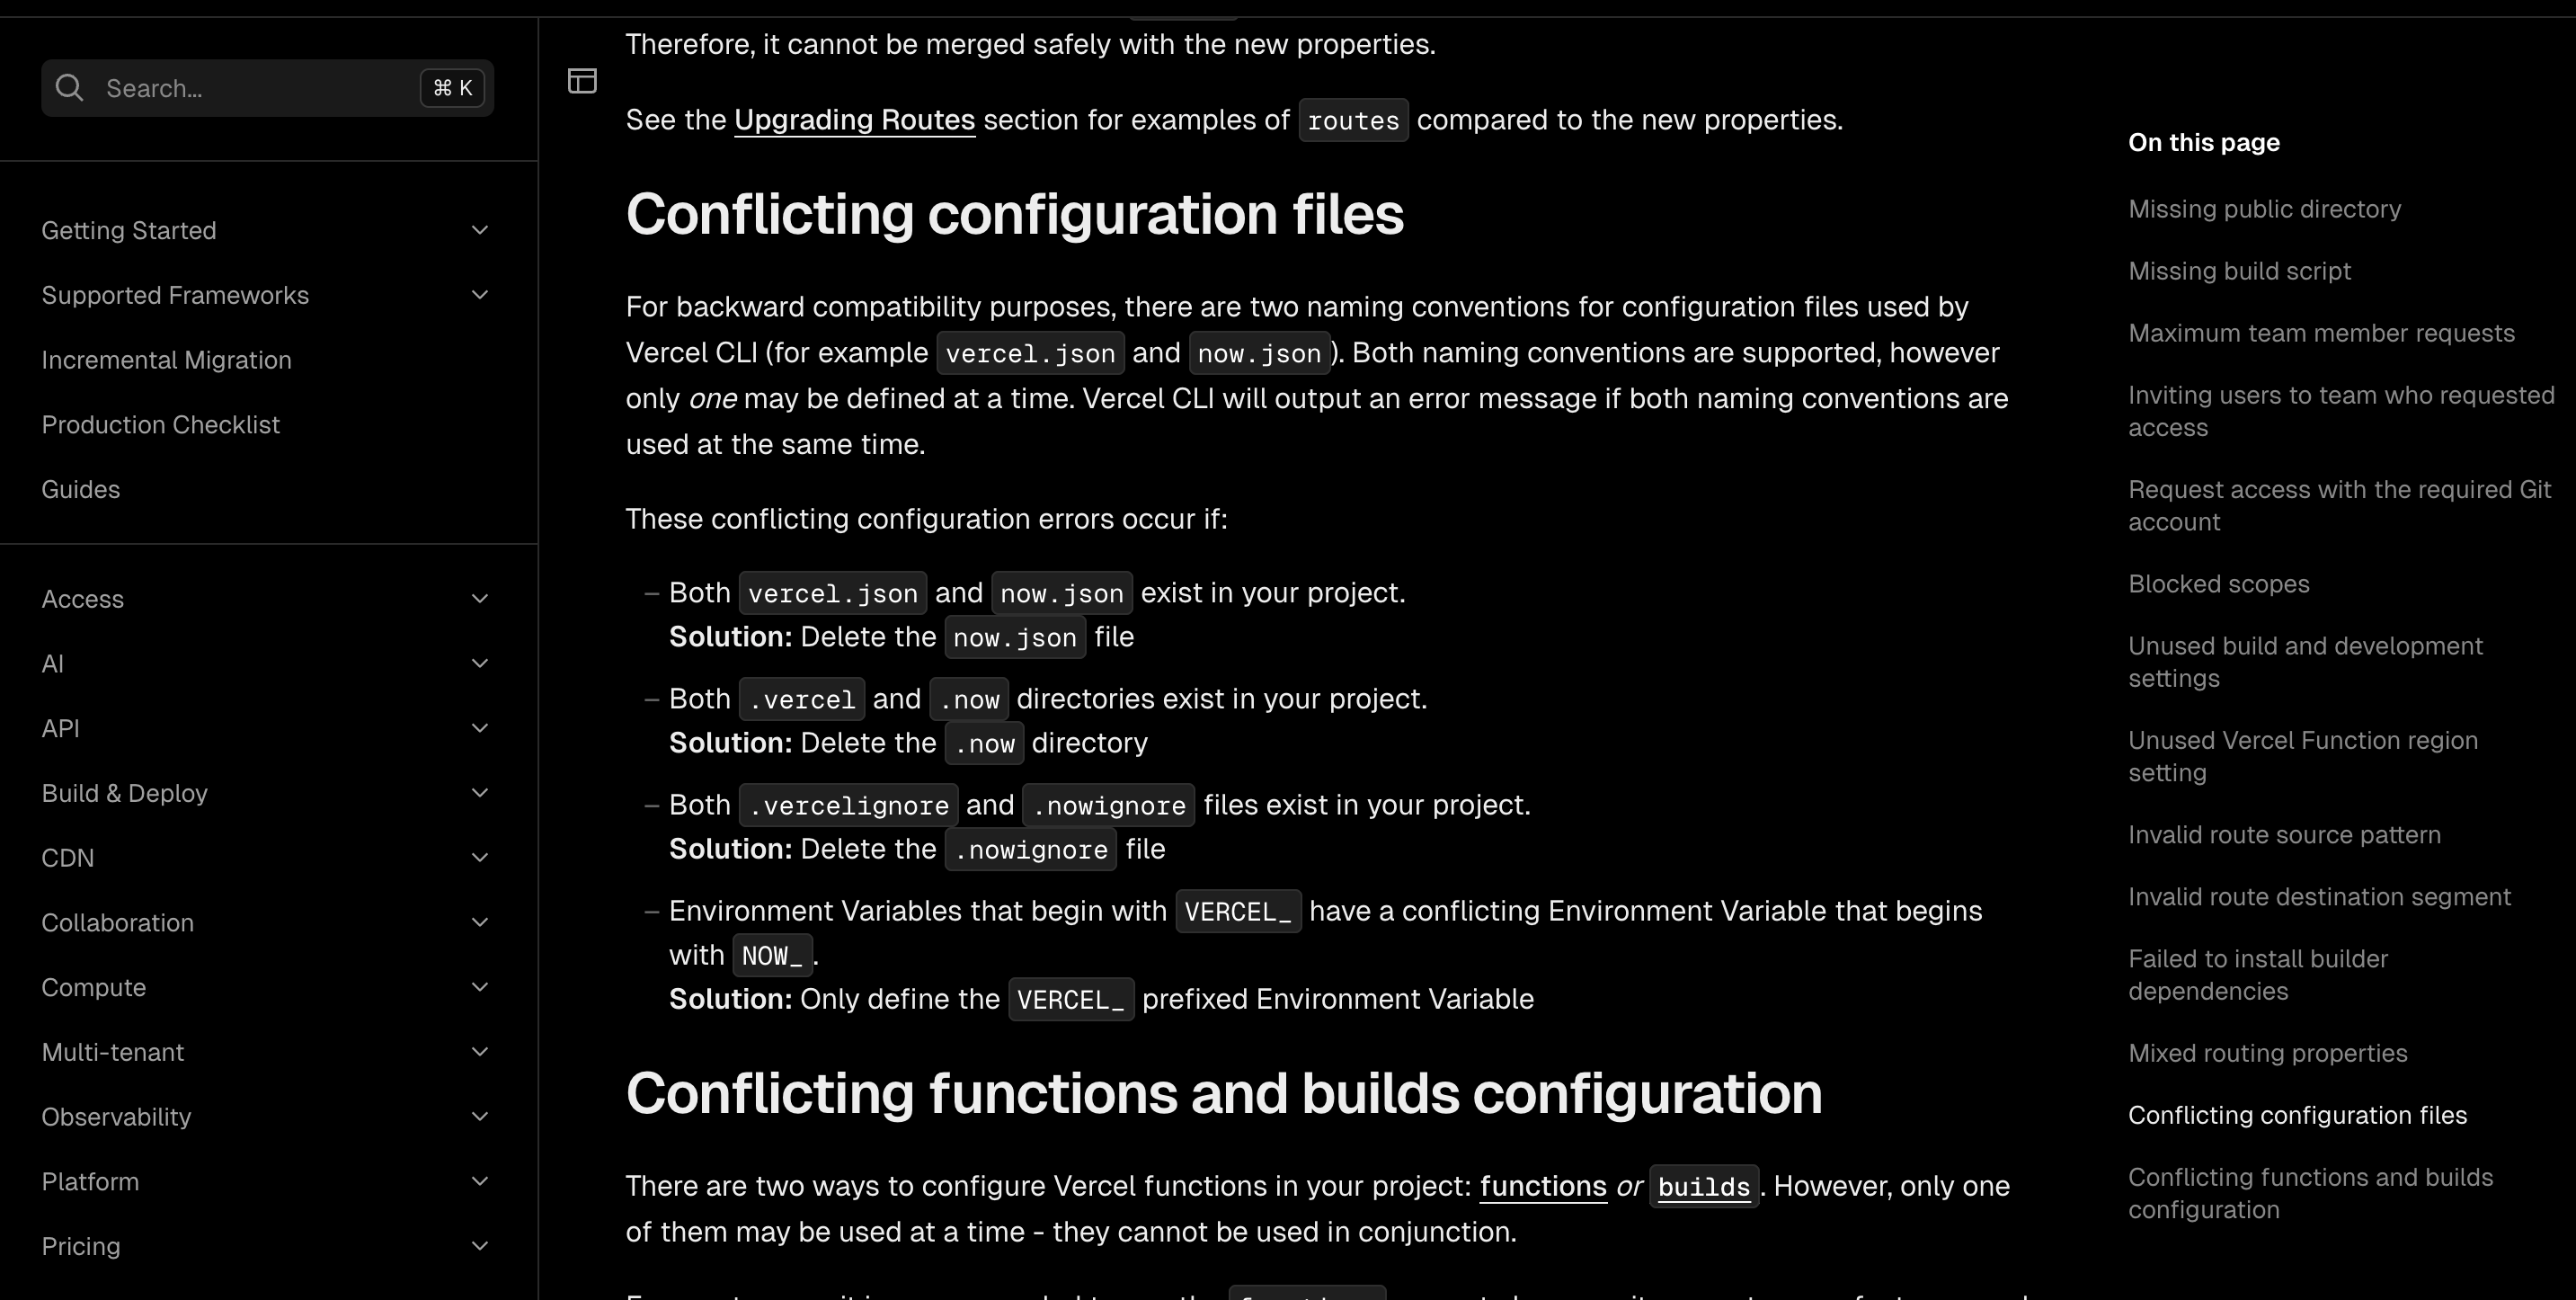 Search...
⌘ K
Getting Started
Supported Frameworks
Incremental Migration
Production Checklist
Guides
Access
AI
API
Build & Deploy
CDN
Collaboration
Compute
Multi-tenant
Observability
Platform
Pricing
Therefore, it cannot be merged safely with the new properties.
See the Upgrading Routes section for examples of routes compared to the new properties.
Conflicting configuration files
For backward compatibility purposes, there are two naming conventions for configuration files used by
Vercel CLI (for example vercel.json and now.json). Both naming conventions are supported, however
only one may be defined at a time. Vercel CLI will output an error message if both naming conventions are
used at the same time.
These conflicting configuration errors occur if:
– Both vercel.json and now.json exist in your project.
Solution: Delete the now.json file
– Both .vercel and .now directories exist in your project.
Solution: Delete the .now directory
– Both .vercelignore and .nowignore files exist in your project.
Solution: Delete the .nowignore file
– Environment Variables that begin with VERCEL_ have a conflicting Environment Variable that begins
with NOW_.
Solution: Only define the VERCEL_ prefixed Environment Variable
Conflicting functions and builds configuration
There are two ways to configure Vercel functions in your project: functions or builds. However, only one
of them may be used at a time - they cannot be used in conjunction.
On this page
Missing public directory
Missing build script
Maximum team member requests
Inviting users to team who requested
access
Request access with the required Git
account
Blocked scopes
Unused build and development
settings
Unused Vercel Function region
setting
Invalid route source pattern
Invalid route destination segment
Failed to install builder
dependencies
Mixed routing properties
Conflicting configuration files
Conflicting functions and builds
configuration